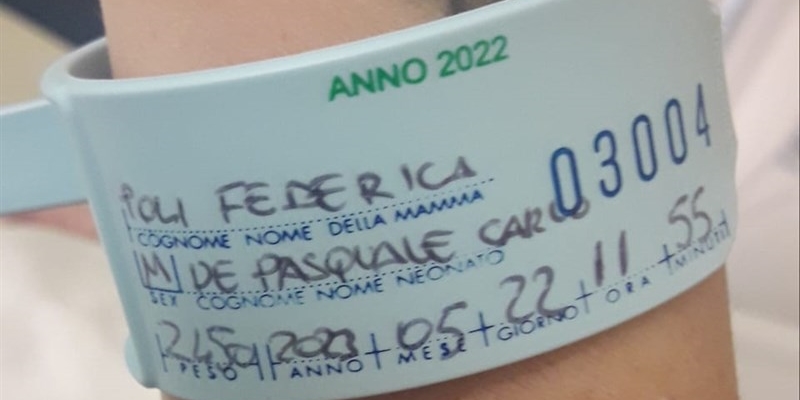 ANNO 2022
03004
POLI FEDERICA
COGNOME NOME DELLA MAMMA
M DE PASQUALE CARLO
SEX COGNOME NOME NEONATO
2450 2023 05 22 11 55
PESO ANNO MESE GIORNO ORA MINUTI